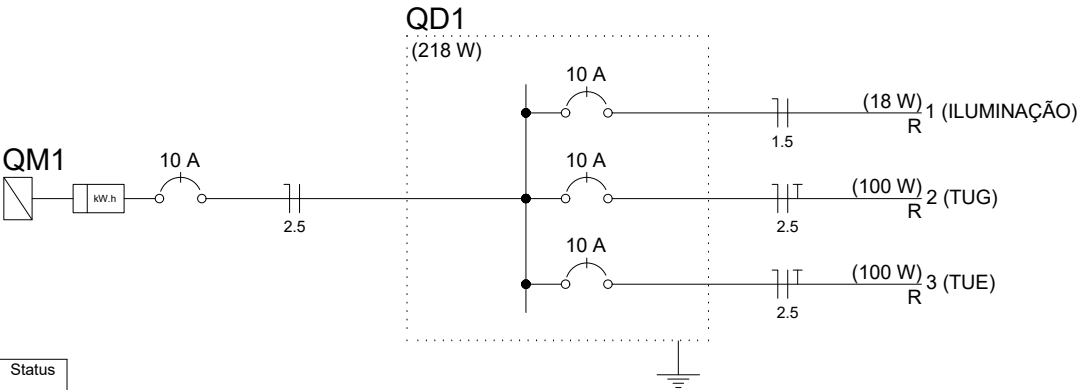 QD1
(218 W)
10 A
(18 W) 1 (ILUMINAÇÃO)
R
1.5
QM1
10 A
10 A
kW.h
(100 W) 2 (TUG)
R
2.5
2.5
10 A
(100 W) 3 (TUE)
R
2.5
Status